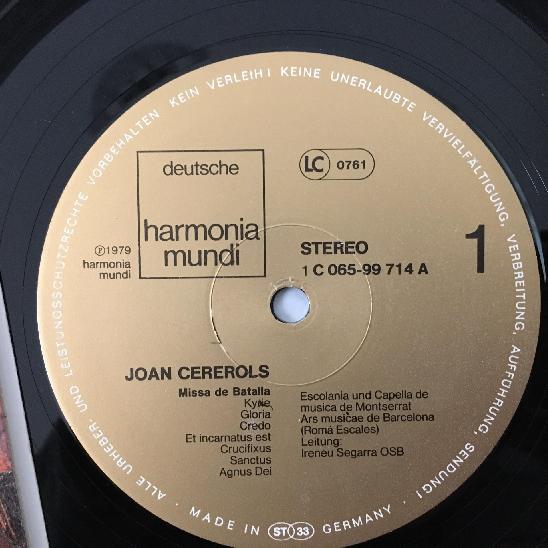 ALLE URHEBER UND LEISTUNGSSCHUTZRECHTE VORBEHALTEN KEIN VERLEIH! KEINE UNERLAUBTE VERVIELFÄLTIGUNG, VERBREITUNG, AUFFÜHRUNG, SENDUNG!
deutsche
harmonia
mundi
LC 0761
℗1979
harmonia
mundi
STEREO
1 C 065-99 714 A
1
JOAN CEREROLS
Missa de Batalla
Kyrie
Gloria
Credo
Et incarnatus est
Crucifixus
Sanctus
Agnus Dei
Escolania und Capella de
musica de Montserrat
Ars musicae de Barcelona
(Romá Escales)
Leitung:
Ireneu Segarra OSB
· MADE IN ST 33 GERMANY ·